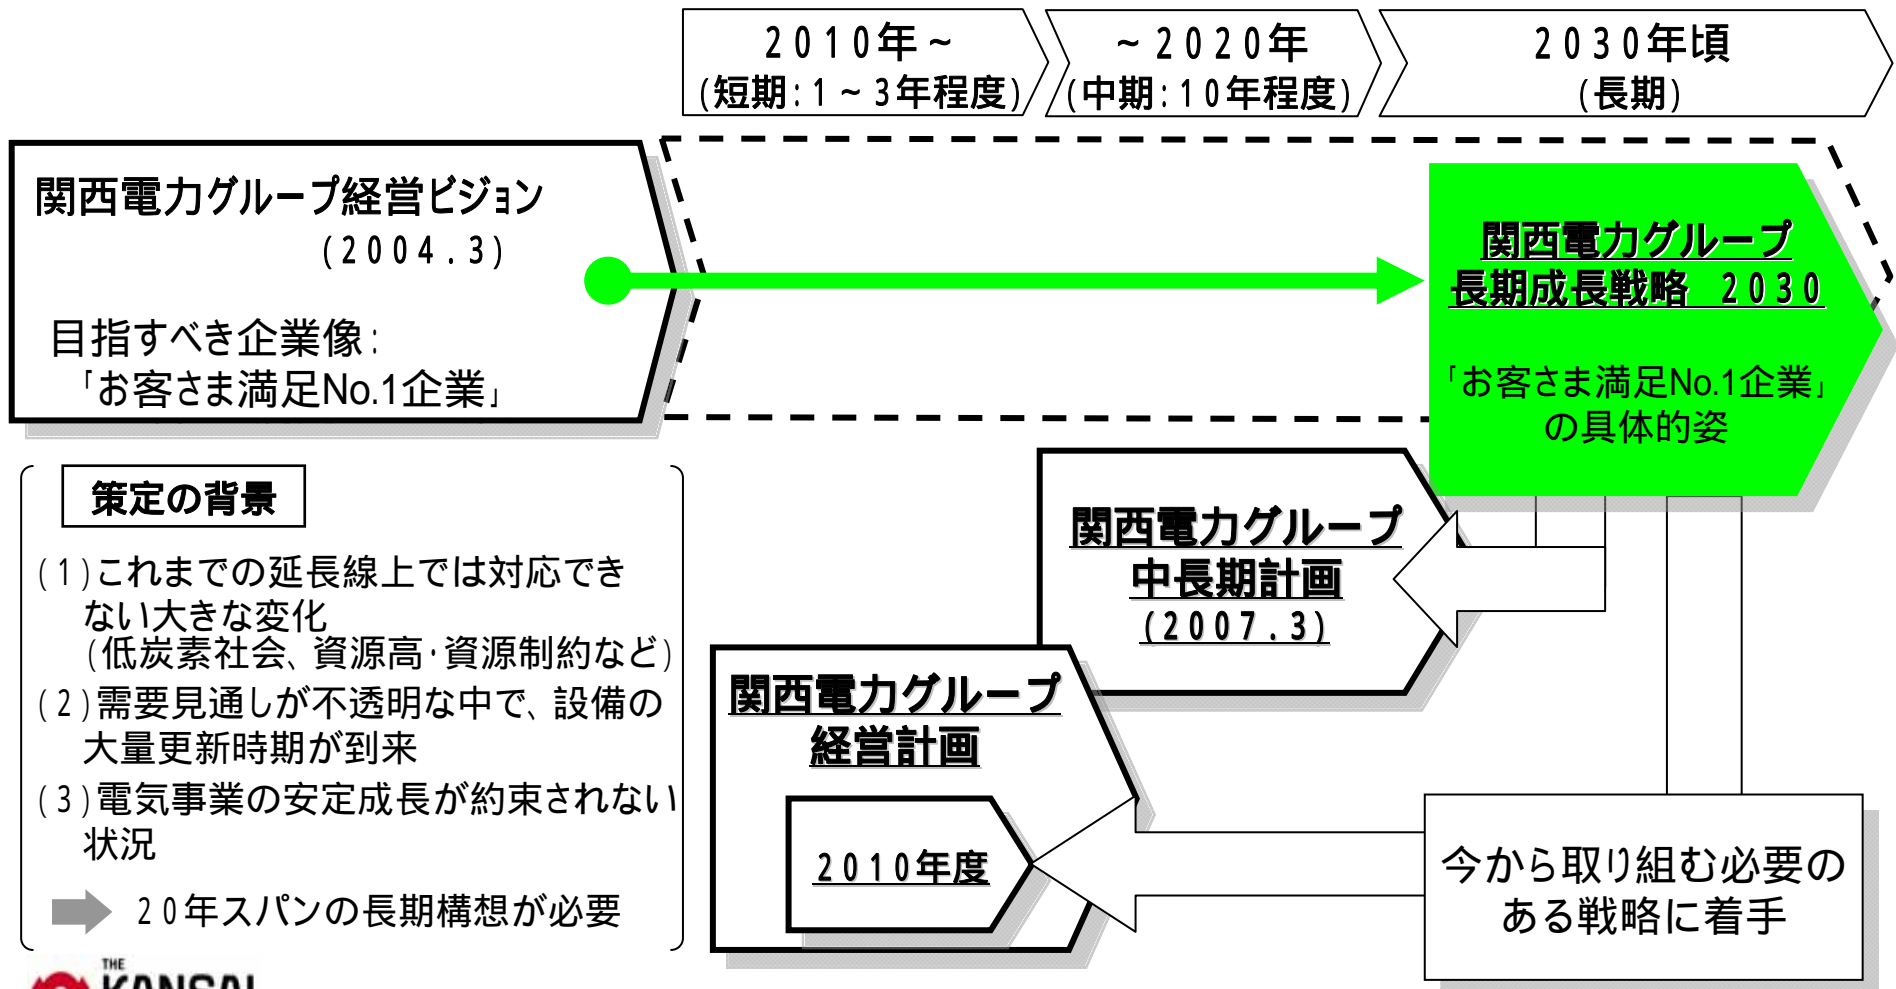 2010年~
(短期:1~3年程度)
~2020年
(中期:10年程度)
2030年頃
(長期)
関西電力グループ経営ビジョン
(2004.3)
目指すべき企業像:
「お客さま満足No.1企業」
関西電力グループ
長期成長戦略 2030
「お客さま満足No.1企業」
の具体的姿
策定の背景
(1)これまでの延長線上では対応でき
ない大きな変化
(低炭素社会、資源高・資源制約など)
(2)需要見通しが不透明な中で、設備の
大量更新時期が到来
(3)電気事業の安定成長が約束されない
状況
20年スパンの長期構想が必要
関西電力グループ
中長期計画
(2007.3)
関西電力グループ
経営計画
2010年度
今から取り組む必要の
ある戦略に着手
THE
KANSAI